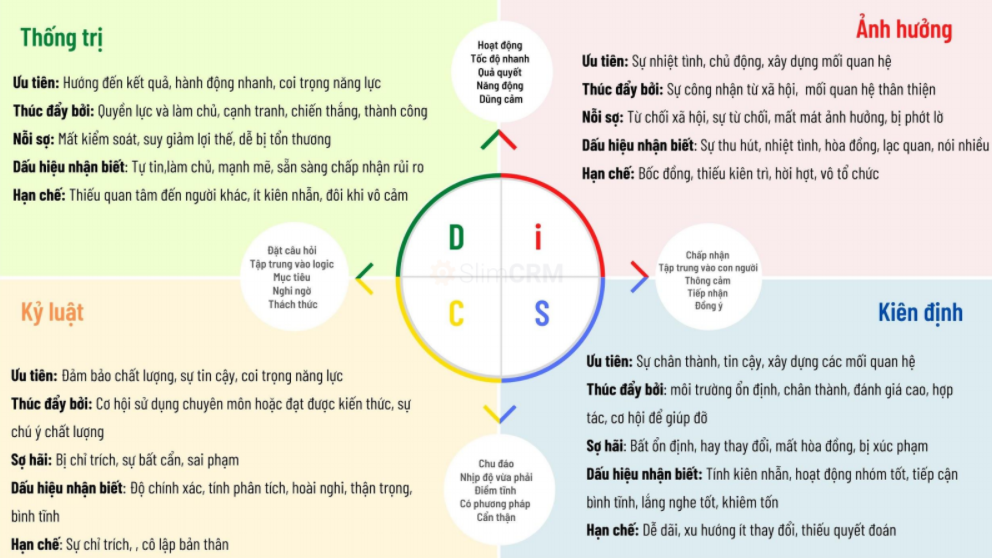 Thống trị
Ưu tiên: Hướng đến kết quả, hành động nhanh, coi trọng năng lực
Thúc đẩy bởi: Quyền lực và làm chủ, cạnh tranh, chiến thắng, thành công
Nỗi sợ: Mất kiểm soát, suy giảm lợi thế, dễ bị tổn thương
Dấu hiệu nhận biết: Tự tin,làm chủ, mạnh mẽ, sẵn sàng chấp nhận rủi ro
Hạn chế: Thiếu quan tâm đến người khác, ít kiên nhẫn, đôi khi vô cảm
Hoạt động
Tốc độ nhanh
Quả quyết
Năng động
Dũng cảm
Ảnh hưởng
Ưu tiên: Sự nhiệt tình, chủ động, xây dựng mối quan hệ
Thúc đẩy bởi: Sự công nhận từ xã hội, mối quan hệ thân thiện
Nỗi sợ: Từ chối xã hội, sự từ chối, mất mát ảnh hưởng, bị phớt lờ
Dấu hiệu nhận biết: Sự thu hút, nhiệt tình, hòa đồng, lạc quan, nói nhiều
Hạn chế: Bốc đồng, thiếu kiên trì, hời hợt, vô tổ chức
Đặt câu hỏi
Tập trung vào logic
Mục tiêu
Nghi ngờ
Thách thức
D i
SlimCRM
C S
Chấp nhận
Tập trung vào con người
Thông cảm
Tiếp nhận
Đồng ý
Kỷ luật
Ưu tiên: Đảm bảo chất lượng, sự tin cậy, coi trọng năng lực
Thúc đẩy bởi: Cơ hội sử dụng chuyên môn hoặc đạt được kiến thức, sự
chú ý chất lượng
Sợ hãi: Bị chỉ trích, sự bất cẩn, sai phạm
Dấu hiệu nhận biết: Độ chính xác, tính phân tích, hoài nghi, thận trọng,
bình tĩnh
Hạn chế: Sự chỉ trích, , cô lập bản thân
Chu đáo
Nhịp độ vừa phải
Điềm tĩnh
Có phương pháp
Cẩn thận
Kiên định
Ưu tiên: Sự chân thành, tin cậy, xây dựng các mối quan hệ
Thúc đẩy bởi: môi trường ổn định, chân thành, đánh giá cao, hợp
tác, cơ hội để giúp đỡ
Sợ hãi: Bất ổn định, hay thay đổi, mất hòa đồng, bị xúc phạm
Dấu hiệu nhận biết: Tính kiên nhẫn, hoạt động nhóm tốt, tiếp cận
bình tĩnh, lắng nghe tốt, khiêm tốn
Hạn chế: Dễ dãi, xu hướng ít thay đổi, thiếu quyết đoán